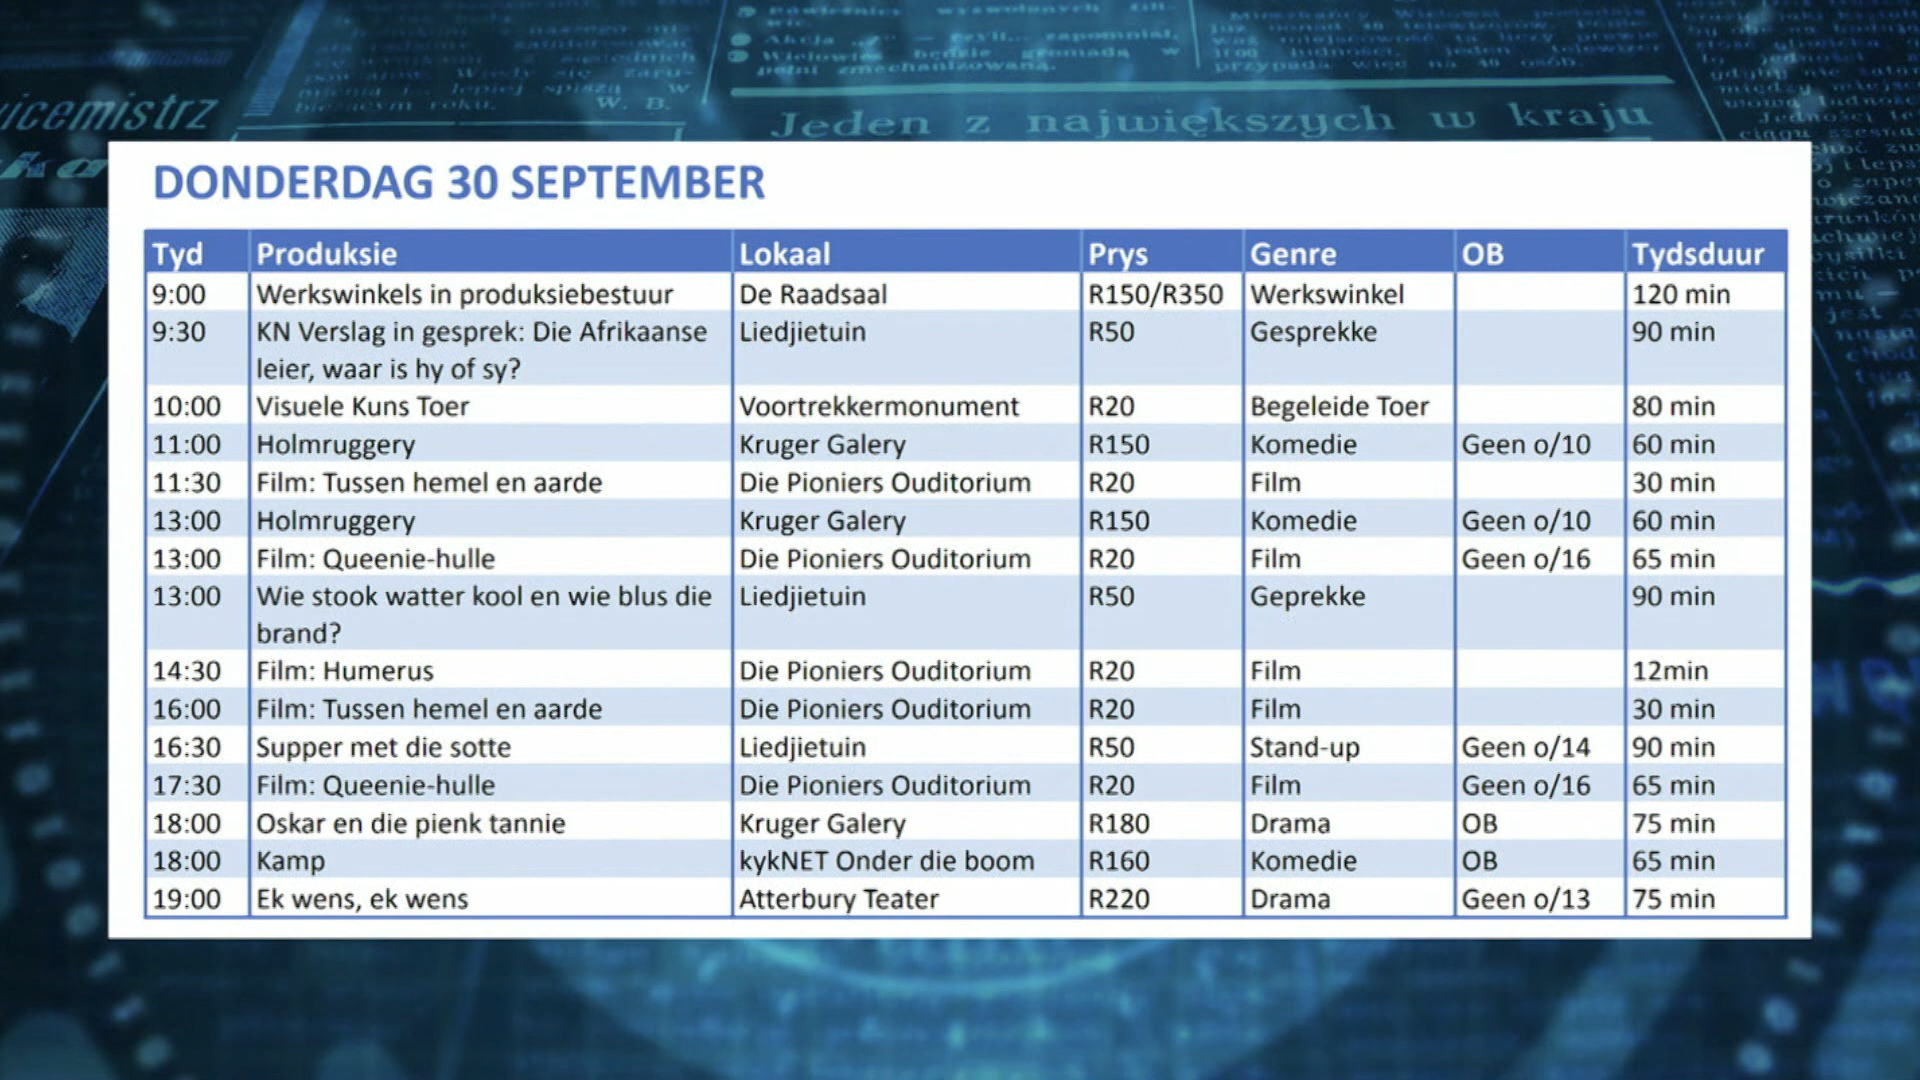 icemistrz
ka
Jeden z największych w kraju
W. B.
DONDERDAG 30 SEPTEMBER
Tyd Produksie Lokaal Prys Genre OB Tydsduur
9:00 Werkswinkels in produksiebestuur De Raadsaal R150/R350 Werkswinkel 120 min
9:30 KN Verslag in gesprek: Die Afrikaanse Liedjietuin R50 Gesprekke 90 min
leier, waar is hy of sy?
10:00 Visuele Kuns Toer Voortrekkermonument R20 Begeleide Toer 80 min
11:00 Holmruggery Kruger Galery R150 Komedie Geen o/10 60 min
11:30 Film: Tussen hemel en aarde Die Pioniers Ouditorium R20 Film 30 min
13:00 Holmruggery Kruger Galery R150 Komedie Geen o/10 60 min
13:00 Film: Queenie-hulle Die Pioniers Ouditorium R20 Film Geen o/16 65 min
13:00 Wie stook watter kool en wie blus die Liedjietuin R50 Geprekke 90 min
brand?
14:30 Film: Humerus Die Pioniers Ouditorium R20 Film 12min
16:00 Film: Tussen hemel en aarde Die Pioniers Ouditorium R20 Film 30 min
16:30 Supper met die sotte Liedjietuin R50 Stand-up Geen o/14 90 min
17:30 Film: Queenie-hulle Die Pioniers Ouditorium R20 Film Geen o/16 65 min
18:00 Oskar en die pienk tannie Kruger Galery R180 Drama OB 75 min
18:00 Kamp kykNET Onder die boom R160 Komedie OB 65 min
19:00 Ek wens, ek wens Atterbury Teater R220 Drama Geen o/13 75 min